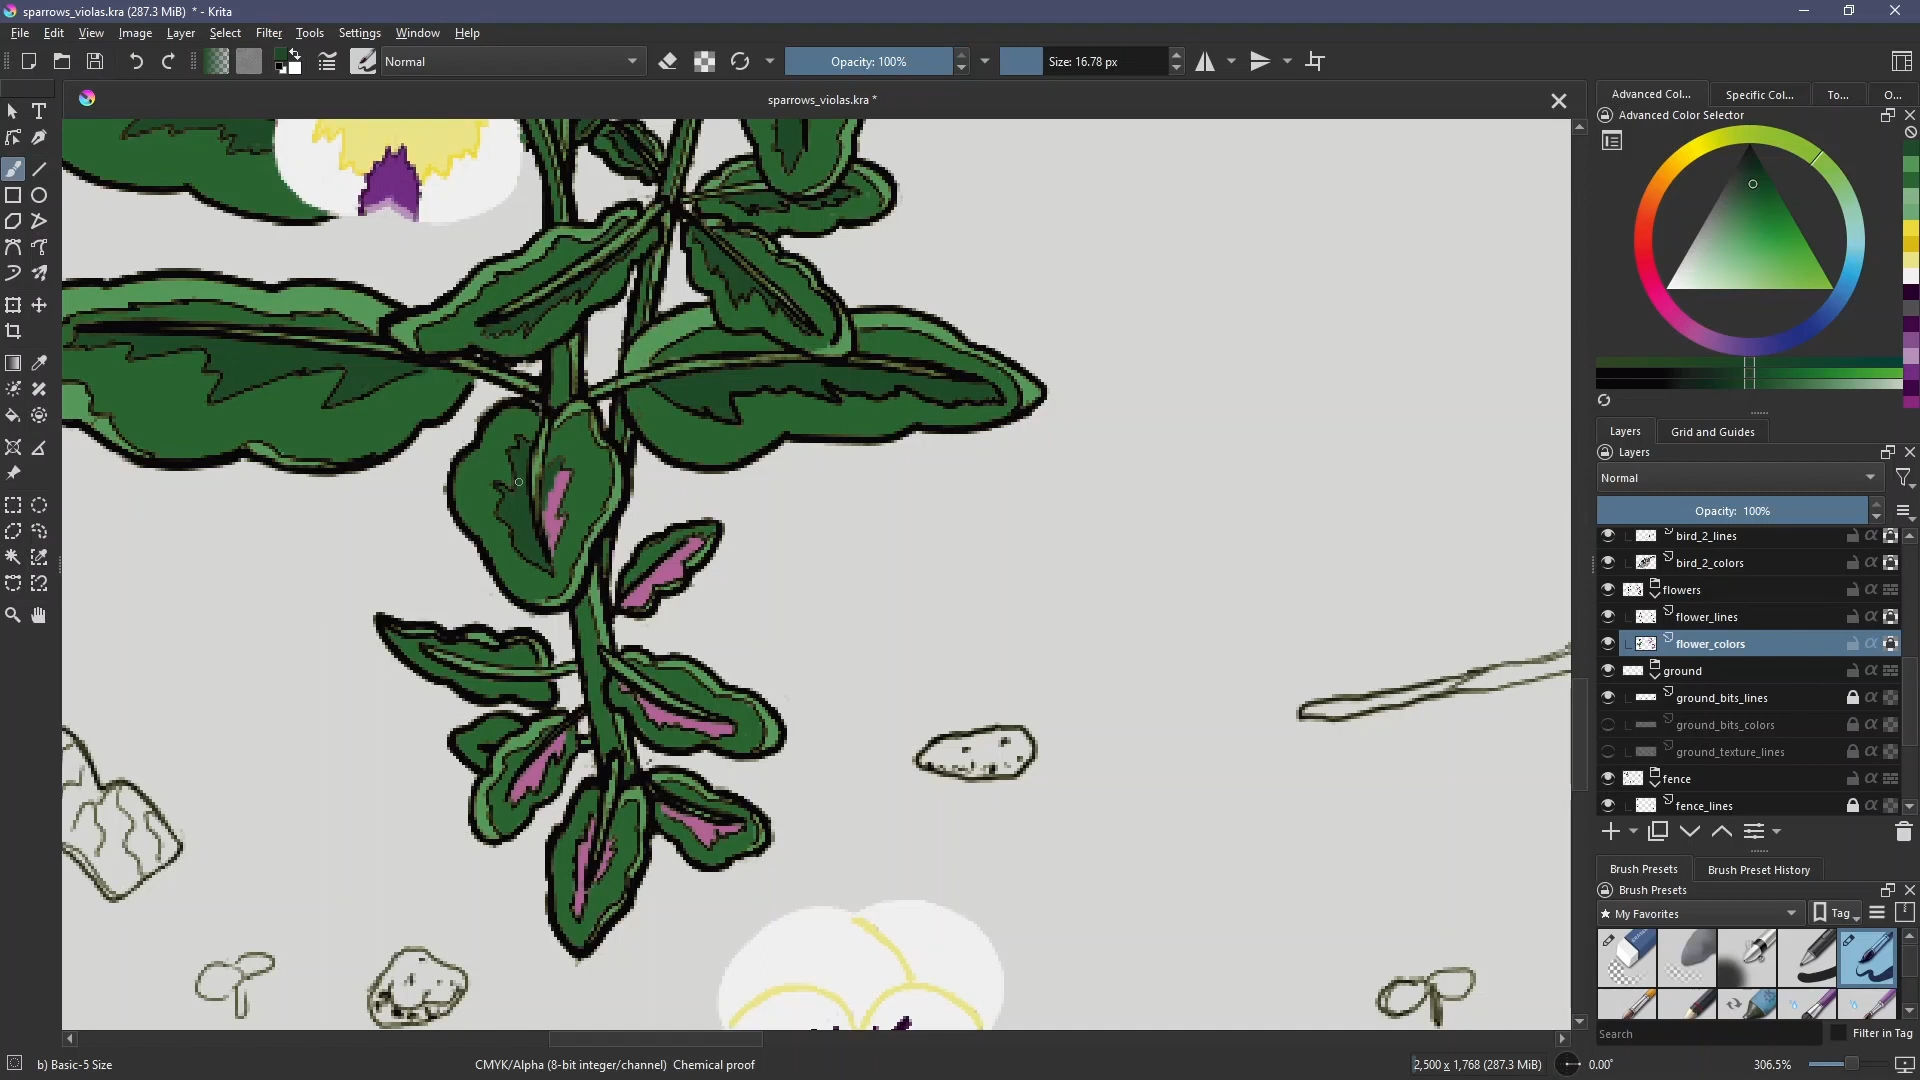 sparrows_violas.kra (287.3 MiB)  * - Krita
File Edit View Image Layer Select Filter Tools Settings Window Help
Normal
Opacity: 100%
Size: 16.78 px
sparrows_violas.kra *
Advanced Col... Specific Col... To... O...
Advanced Color Selector
Layers Grid and Guides
Layers
Normal
Opacity:  100%
bird_2_lines
bird_2_colors
flowers
flower_lines
flower_colors
ground
ground_bits_lines
ground_bits_colors
ground_texture_lines
fence
fence_lines
Brush Presets Brush Preset History
Brush Presets
★ My Favorites
Tag
Search
Filter in Tag
b) Basic-5 Size
CMYK/Alpha (8-bit integer/channel)  Chemical proof
2,500 x 1,768 (287.3 MiB)
0.00°
306.5%